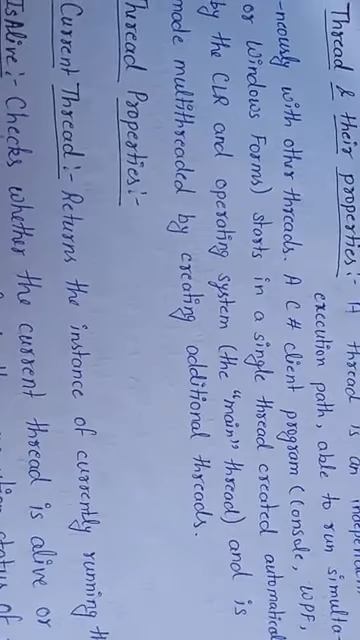 Thread & their properties:- A thread is an
execution path, able to run simulta
-nously with other threads. A C# client program (Console, WPF,
or Windows Forms) starts in a single thread created automatical
by the CLR and operating system (the "main" thread) and is
made multithreaded by creating additional threads.
Thread Properties:-
Current Thread:- Returns the instance of currently running
IsAlive:- Checks whether the current thread is alive or
status of